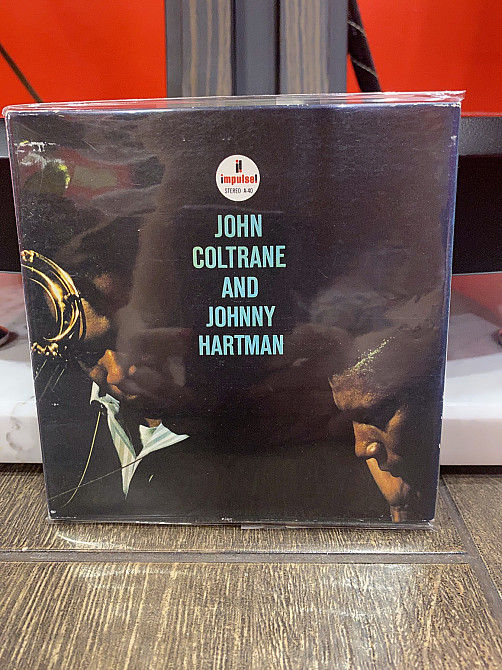 impulse!
STEREO A-40
JOHN
COLTRANE
AND
JOHNNY
HARTMAN